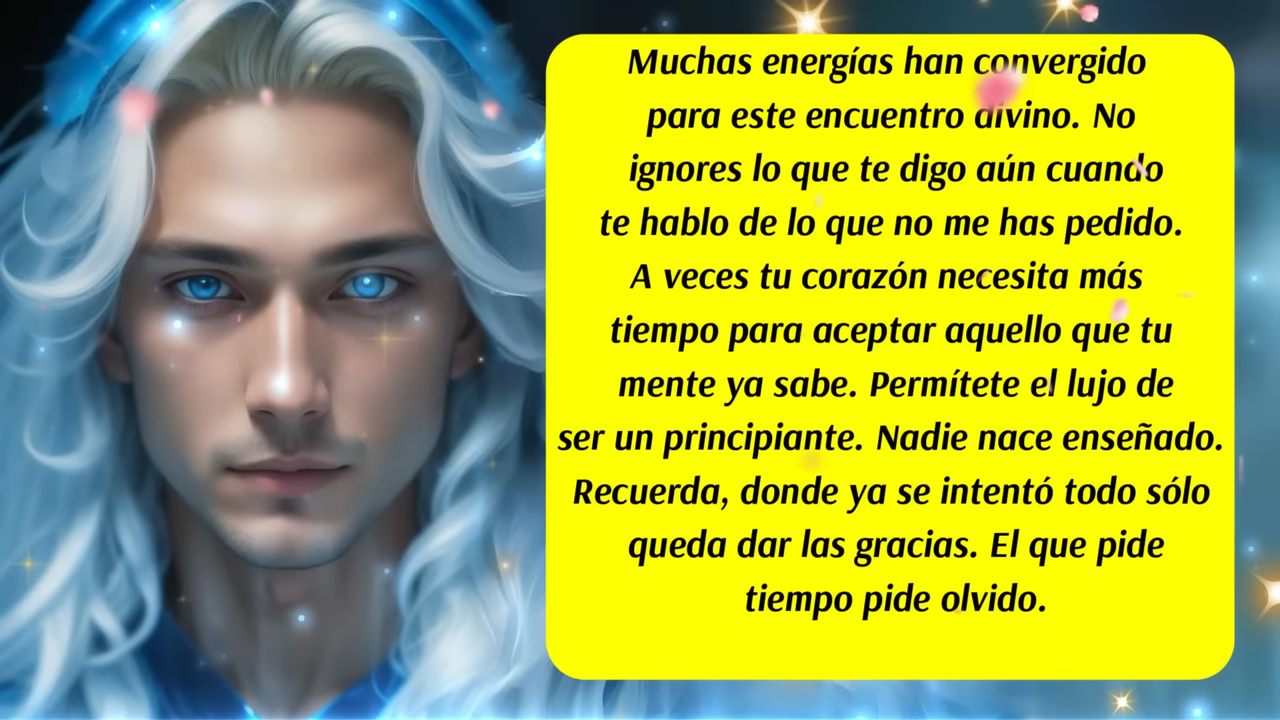 Muchas energías han convergido
para este encuentro divino. No
ignores lo que te digo aún cuando
te hablo de lo que no me has pedido.
A veces tu corazón necesita más
tiempo para aceptar aquello que tu
mente ya sabe. Permítete el lujo de
ser un principiante. Nadie nace enseñado.
Recuerda, donde ya se intentó todo sólo
queda dar las gracias. El que pide
tiempo pide olvido.